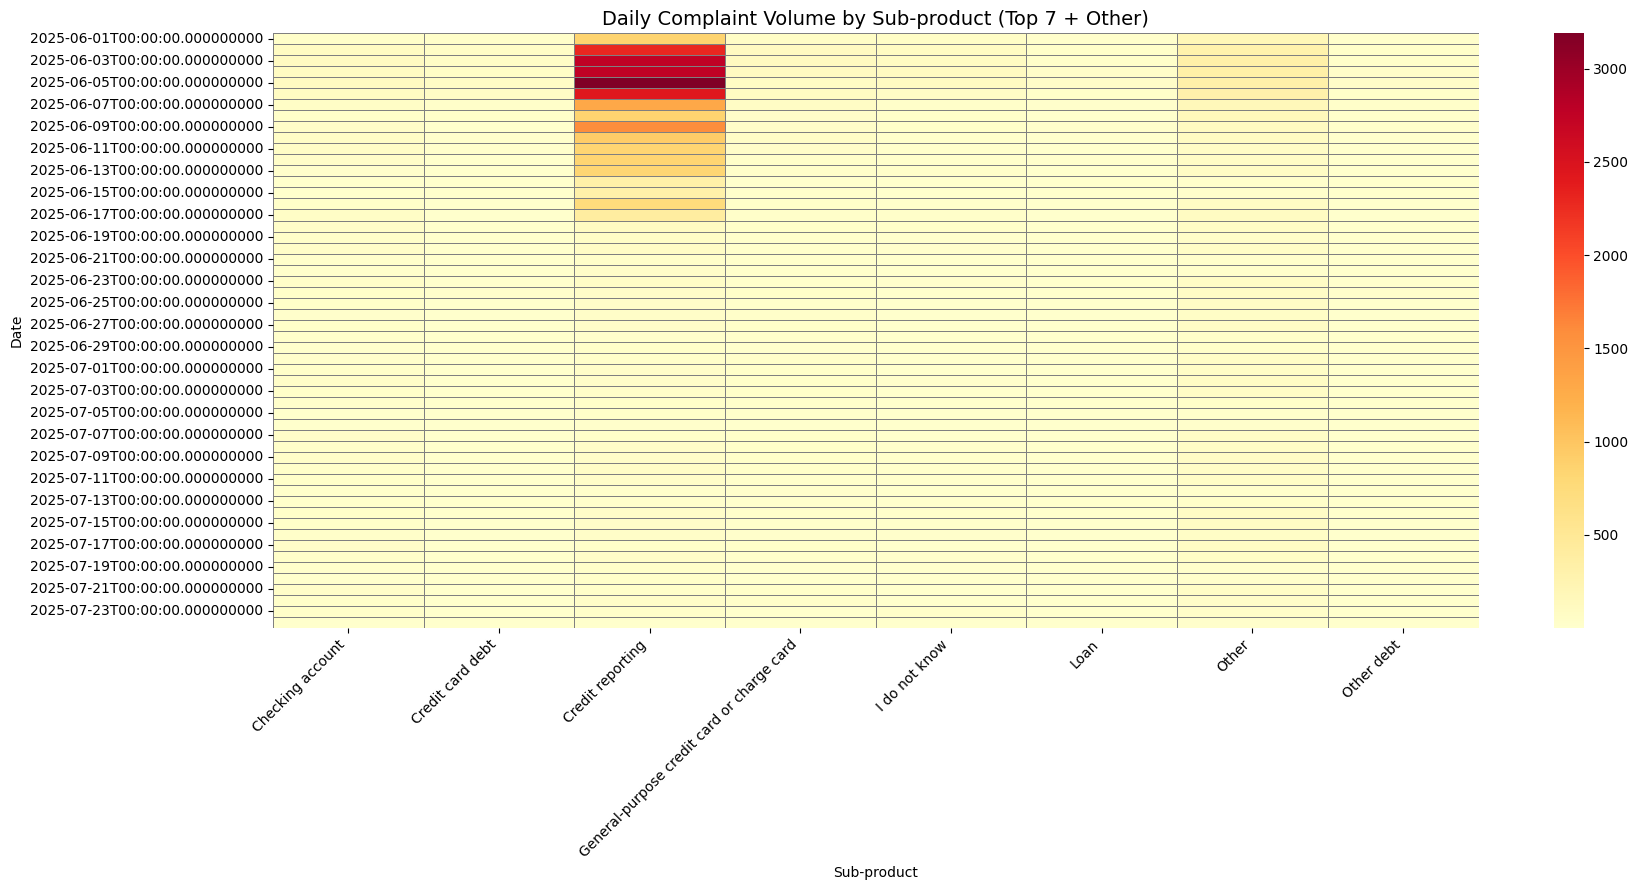 Daily Complaint Volume by Sub-product (Top 7 + Other)
2025-06-01T00:00:00.000000000
2025-06-03T00:00:00.000000000
2025-06-05T00:00:00.000000000
2025-06-07T00:00:00.000000000
2025-06-09T00:00:00.000000000
2025-06-11T00:00:00.000000000
2025-06-13T00:00:00.000000000
2025-06-15T00:00:00.000000000
2025-06-17T00:00:00.000000000
2025-06-19T00:00:00.000000000
2025-06-21T00:00:00.000000000
2025-06-23T00:00:00.000000000
2025-06-25T00:00:00.000000000
2025-06-27T00:00:00.000000000
2025-06-29T00:00:00.000000000
2025-07-01T00:00:00.000000000
2025-07-03T00:00:00.000000000
2025-07-05T00:00:00.000000000
2025-07-07T00:00:00.000000000
2025-07-09T00:00:00.000000000
2025-07-11T00:00:00.000000000
2025-07-13T00:00:00.000000000
2025-07-15T00:00:00.000000000
2025-07-17T00:00:00.000000000
2025-07-19T00:00:00.000000000
2025-07-21T00:00:00.000000000
2025-07-23T00:00:00.000000000
Date
Checking account
Credit card debt
Credit reporting
General-purpose credit card or charge card
I do not know
Loan
Other
Other debt
Sub-product
3000
2500
2000
1500
1000
500